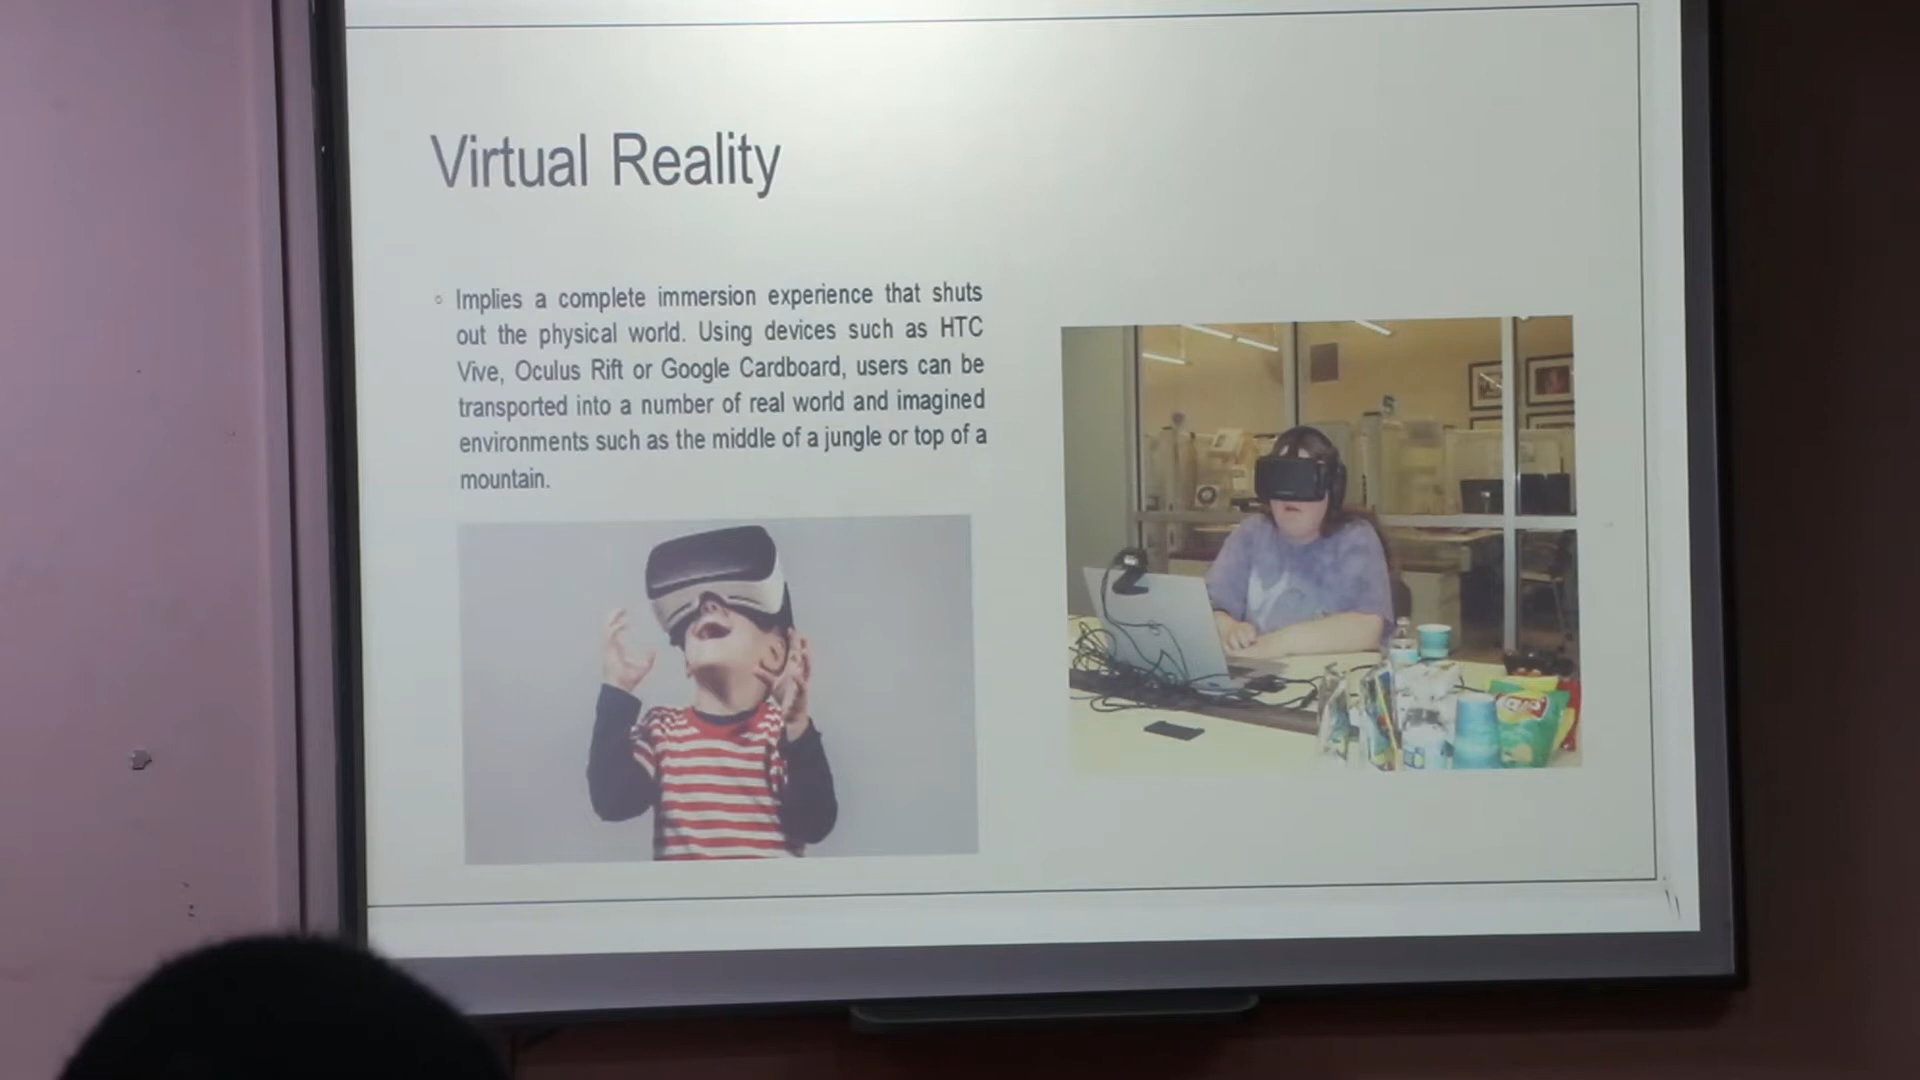 Virtual Reality
Implies a complete immersion experience that shuts
out the physical world. Using devices such as HTC
Vive, Oculus Rift or Google Cardboard, users can be
transported into a number of real world and imagined
environments such as the middle of a jungle or top of a
mountain.
5